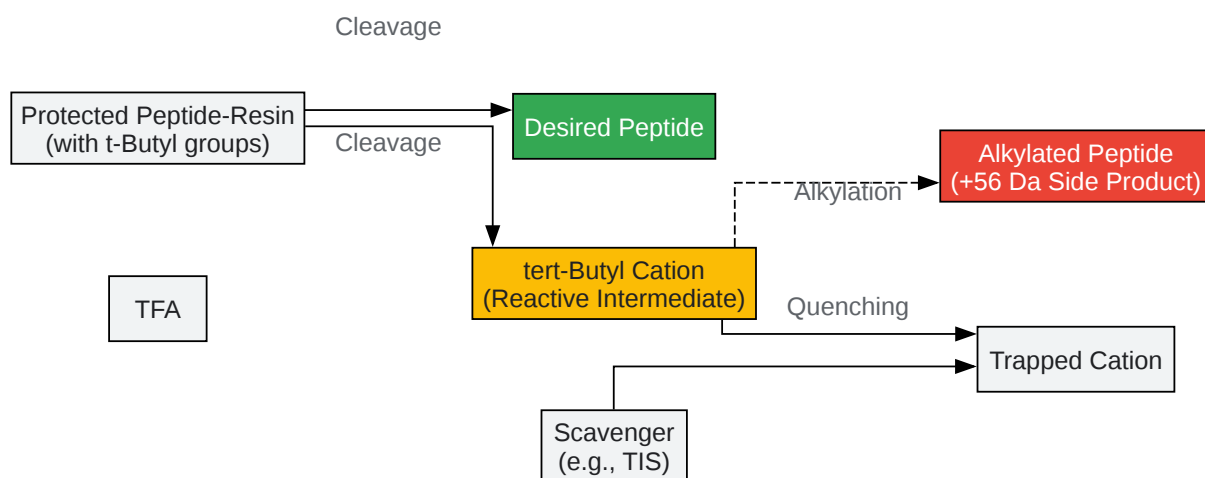 Cleavage
Protected Peptide-Resin
(with t-Butyl groups)
Cleavage
Desired Peptide
Alkylated Peptide
(+56 Da Side Product)
Alkylation
tert-Butyl Cation
(Reactive Intermediate)
TFA
Quenching
Trapped Cation
Scavenger
(e.g., TIS)